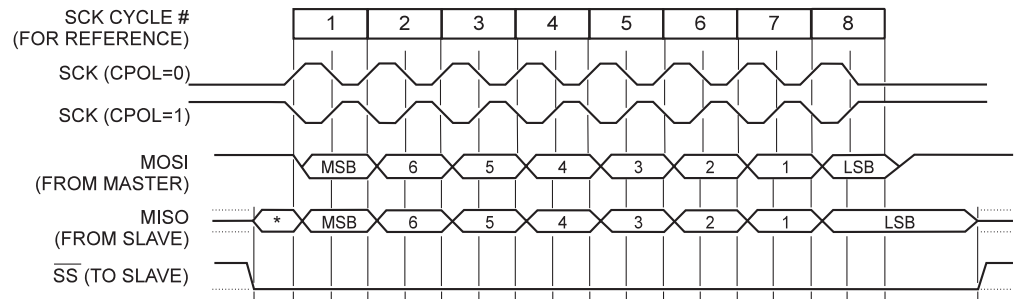 SCK CYCLE # 1 2 3 4 5 6 7 8
(FOR REFERENCE)
SCK (CPOL=0)
SCK (CPOL=1)
MOSI MSB 6 5 4 3 2 1 LSB
(FROM MASTER)
MISO * MSB 6 5 4 3 2 1 LSB
(FROM SLAVE)
SS (TO SLAVE)